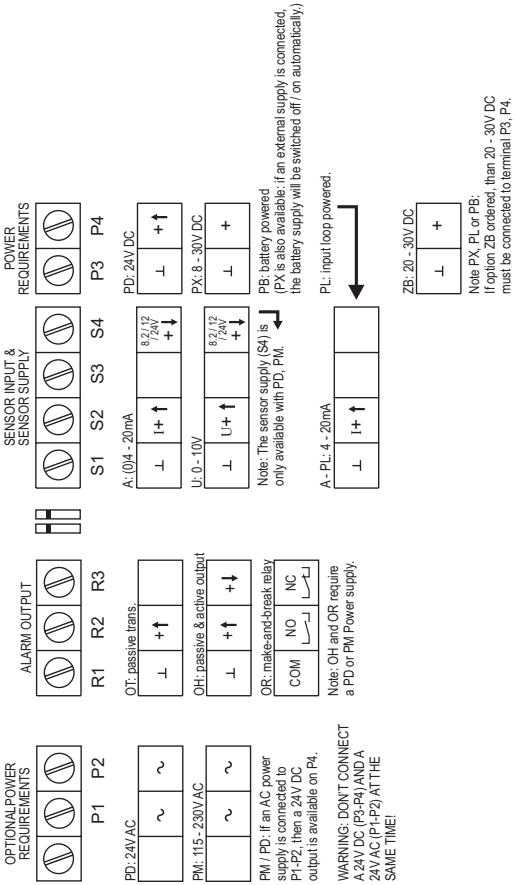 OPTIONALPOWER
REQUIREMENTS
P1 P2
PD: 24V AC
~ ~
PM: 115 - 230V AC
~ ~
PM / PD: If an AC power
supply is connected to
P1-P2, then a 24V DC
output is available on P4.
WARNING: DON'T CONNECT
A 24V DC (P3-P4) AND A
24V AC (P1-P2) AT THE
SAME TIME!
ALARM OUTPUT
R1 R2 R3
OT: passive trans.
⊥ +
OH: passive & active output
⊥ + +
OR: make-and-break relay
COM NO NC
Note: OH and OR require
a PD or PM Power supply.
SENSOR INPUT &
SENSOR SUPPLY
S1 S2 S3 S4
A: (0)4 - 20mA
⊥ I+ 8.2 / 12
/ 24V
+
U: 0 - 10V
⊥ U+ 8.2 / 12
/ 24V
+
Note: The sensor supply (S4) is
only available with PD, PM.
A - PL: 4 - 20mA
⊥ I+
POWER
REQUIREMENTS
P3 P4
PD: 24V DC
⊥ +
PX: 8 - 30V DC
⊥ +
PB: battery powered
(PX is also available: if an external supply is connected,
the battery supply will be switched off / on automatically.)
PL: input loop powered.
ZB: 20 - 30V DC
⊥ +
Note PX, PL or PB:
If option ZB ordered, than 20 - 30V DC
must be connected to terminal P3, P4.